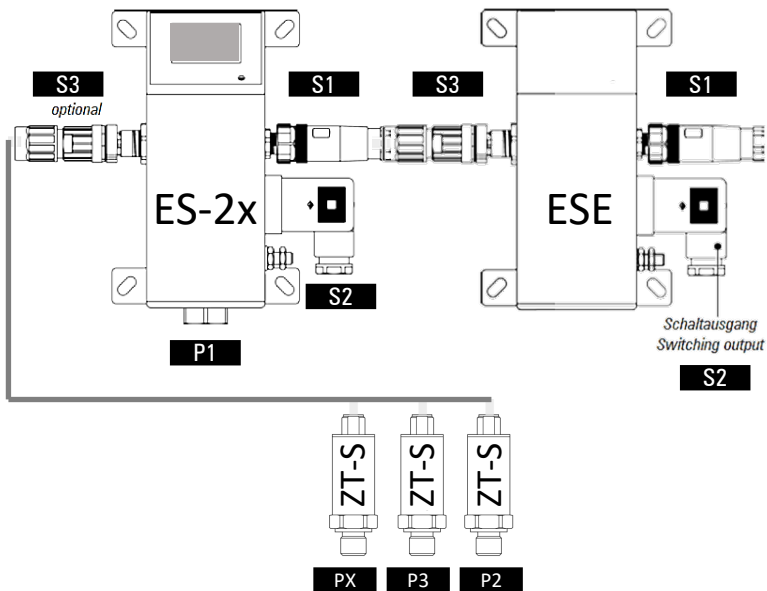 S3
optional
S1
S3
S1
ES-2x
ESE
S2
P1
Schaltausgang
Switching output
S2
ZT-S
ZT-S
ZT-S
PX
P3
P2